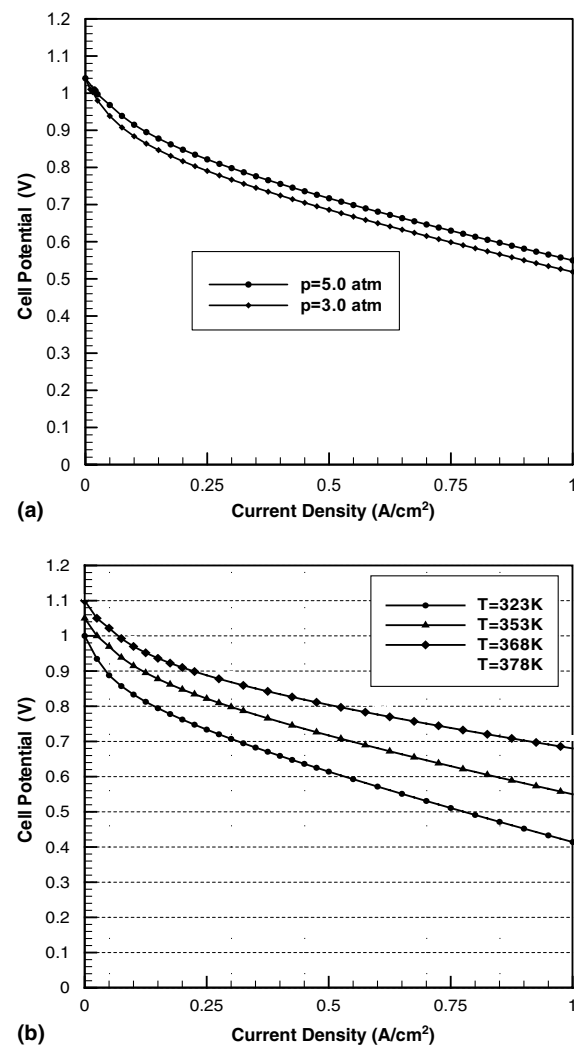 1.2
1.1
1
0.9
0.8
0.7
0.6
0.5
0.4
0.3
0.2
0.1
0
Cell Potential (V)
p=5.0 atm
p=3.0 atm
0 0.25 0.5 0.75 1
(a) Current Density (A/cm²)
1.2
1.1
1
0.9
0.8
0.7
0.6
0.5
0.4
0.3
0.2
0.1
0
Cell Potential (V)
T=323K
T=353K
T=368K
T=378K
0 0.25 0.5 0.75 1
(b) Current Density (A/cm²)